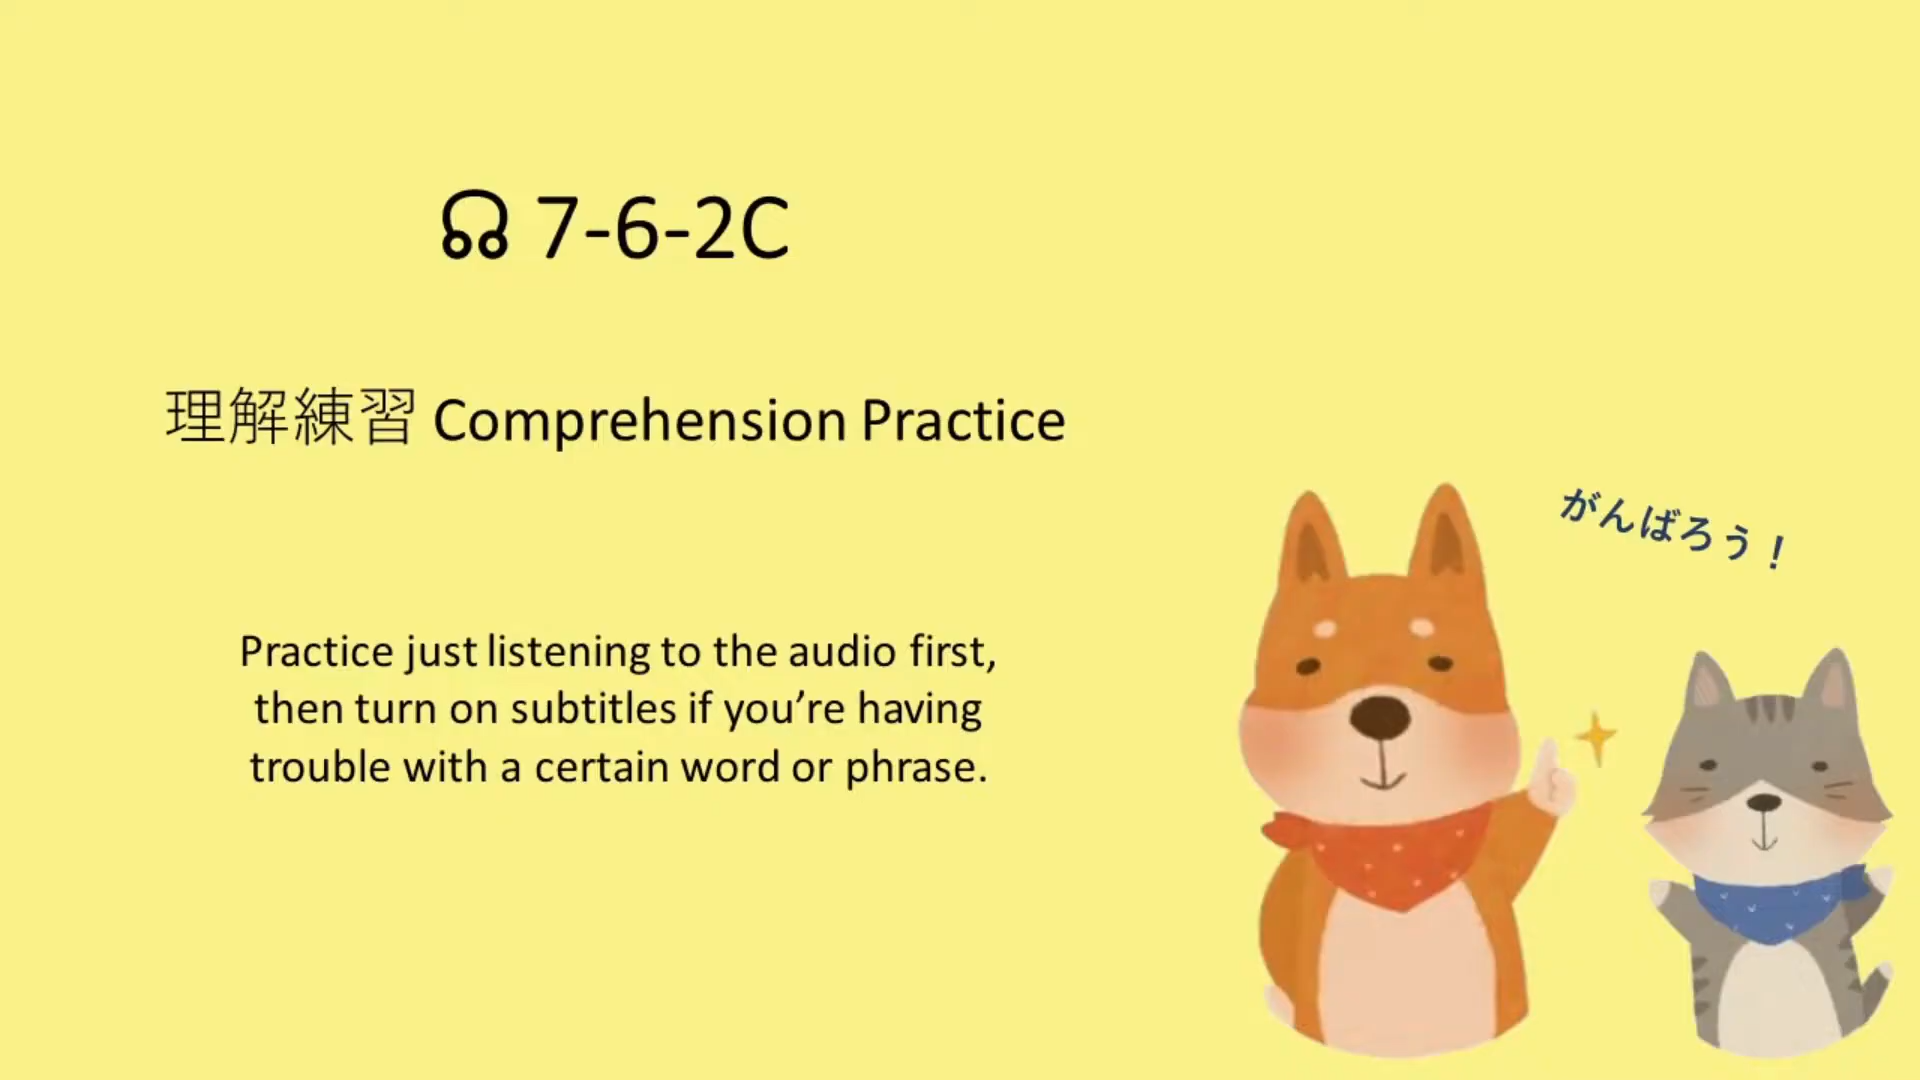 ☊ 7-6-2C
理解練習 Comprehension Practice
がんばろう！
Practice just listening to the audio first,
then turn on subtitles if you’re having
trouble with a certain word or phrase.